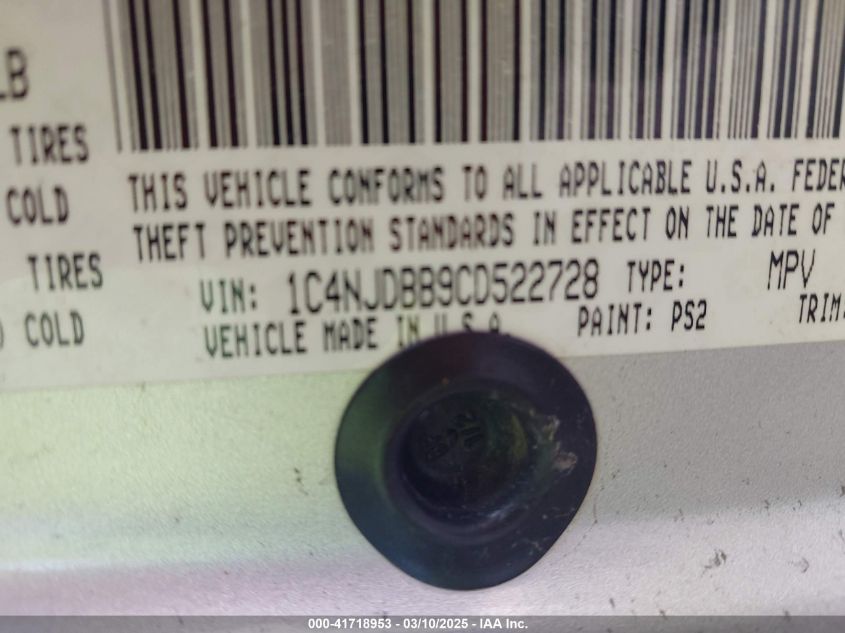 LB
TIRES
COLD
TIRES
COLD
THIS VEHICLE CONFORMS TO ALL APPLICABLE U.S.A. FEDER
THEFT PREVENTION STANDARDS IN EFFECT ON THE DATE OF
VIN: 1C4NJDBB9CD522728 TYPE: MPV
VEHICLE MADE IN U.S.A. PAINT: PS2 TRIM:
000-41718953 — 03/10/2025 — IAA Inc.